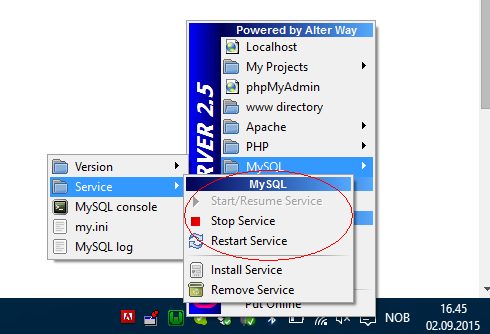 Powered by Alter Way
Localhost
My Projects
phpMyAdmin
www directory
Apache
PHP
MySQL
RVER 2.5
Version
Service
MySQL console
my.ini
MySQL log
MySQL
Start/Resume Service
Stop Service
Restart Service
Install Service
Remove Service
Put Online
NOB
16.45
02.09.2015